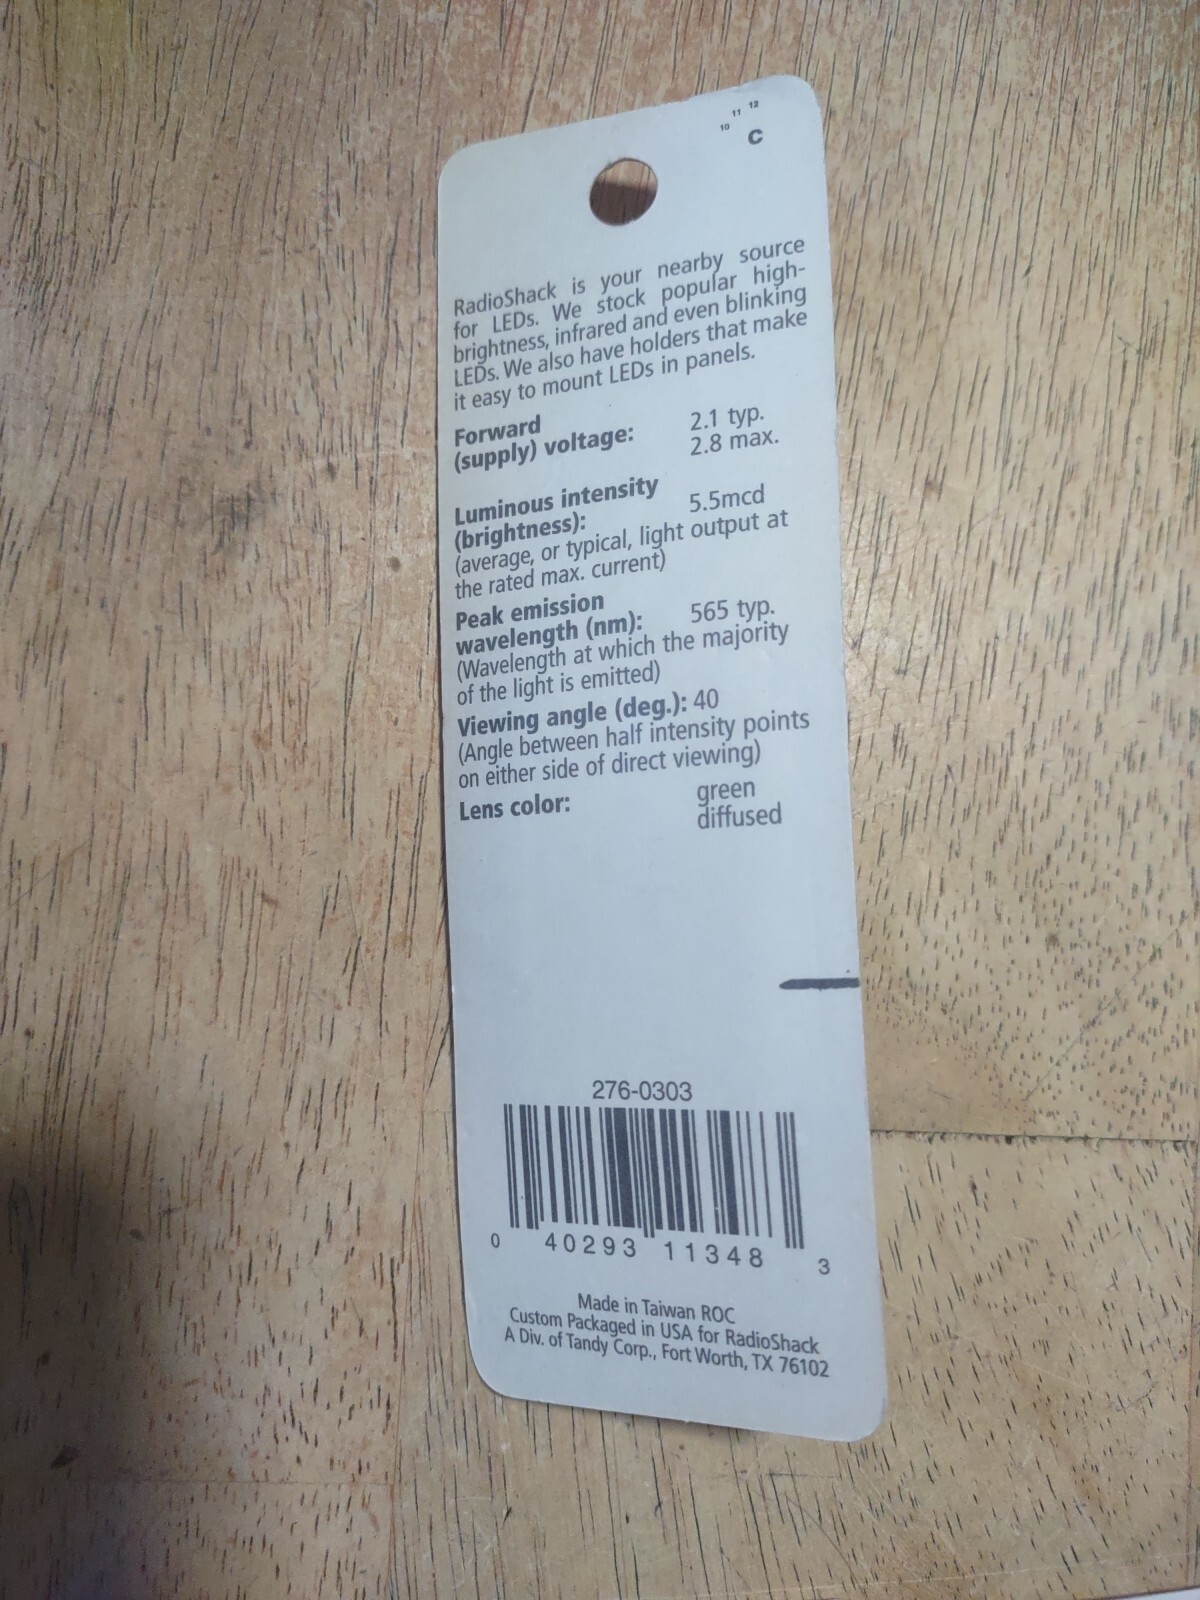 10 11 12
C
RadioShack is your nearby source
for LEDs. We stock popular high-
brightness, infrared and even blinking
LEDs. We also have holders that make
it easy to mount LEDs in panels.
Forward
(supply) voltage: 2.1 typ.
2.8 max.
Luminous intensity
(brightness): 5.5mcd
(average, or typical, light output at
the rated max. current)
Peak emission
wavelength (nm): 565 typ.
(Wavelength at which the majority
of the light is emitted)
Viewing angle (deg.): 40
(Angle between half intensity points
on either side of direct viewing)
Lens color: green
diffused
276-0303
0 40293 11348 3
Made in Taiwan ROC
Custom Packaged in USA for RadioShack
A Div. of Tandy Corp., Fort Worth, TX 76102